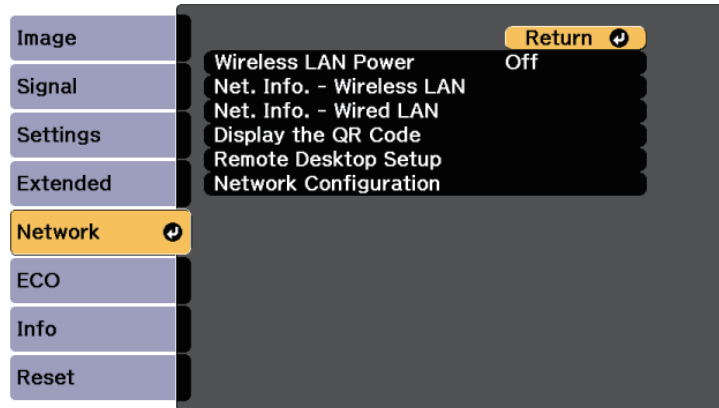 Image
Signal
Settings
Extended
Network
ECO
Info
Reset
Return
Wireless LAN Power Off
Net. Info. - Wireless LAN
Net. Info. - Wired LAN
Display the QR Code
Remote Desktop Setup
Network Configuration